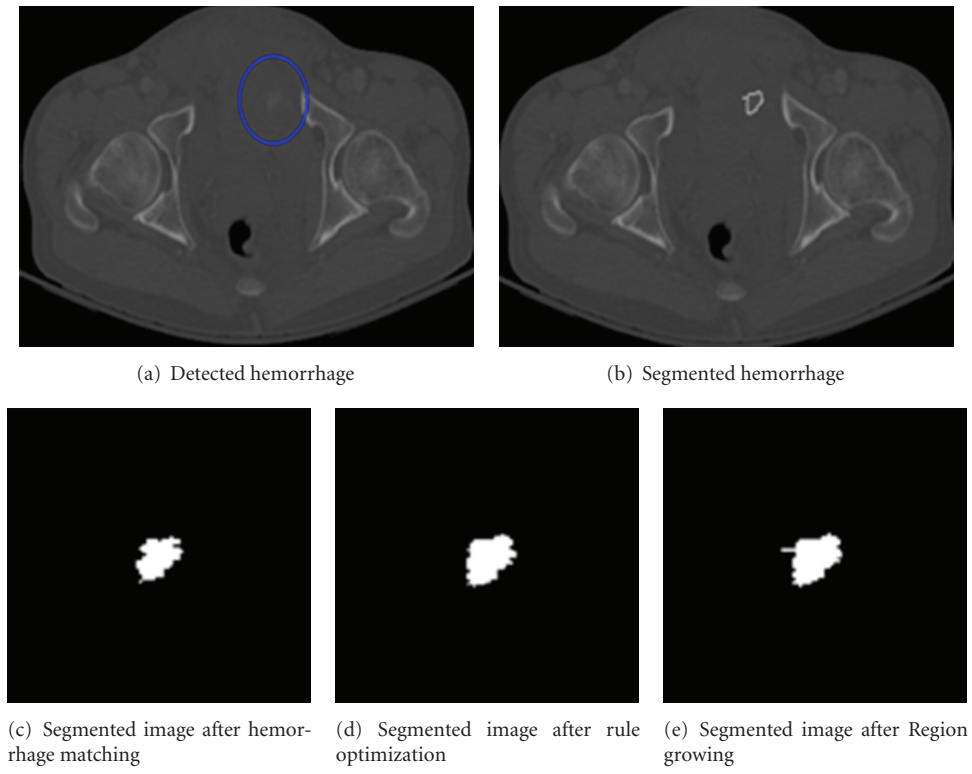 (a) Detected hemorrhage
(b) Segmented hemorrhage
(c) Segmented image after hemor-
rhage matching
(d) Segmented image after rule
optimization
(e) Segmented image after Region
growing